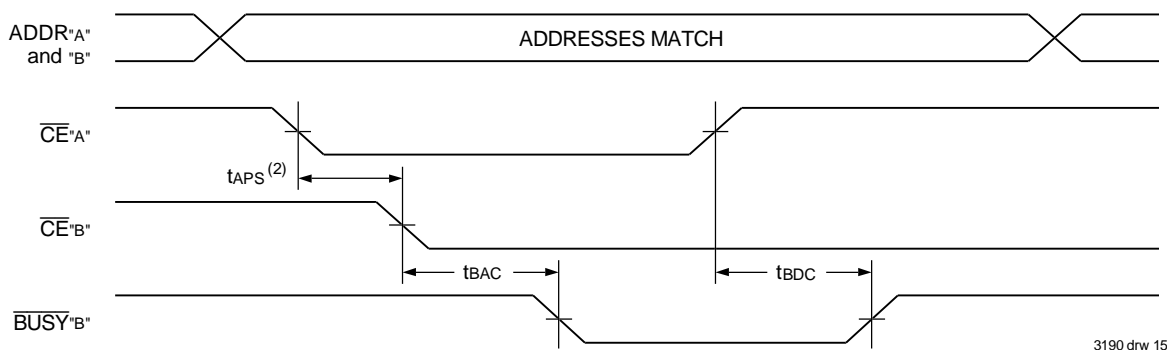 ADDR"A"
and "B"
ADDRESSES MATCH
CE"A"
tAPS (2)
CE"B"
tBAC
tBDC
BUSY"B"
3190 drw 15